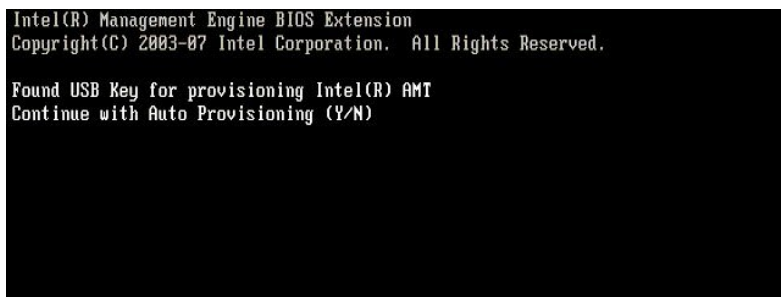 Intel(R) Management Engine BIOS Extension
Copyright(C) 2003-07 Intel Corporation.  All Rights Reserved.
Found USB Key for provisioning Intel(R) AMT
Continue with Auto Provisioning (Y/N)